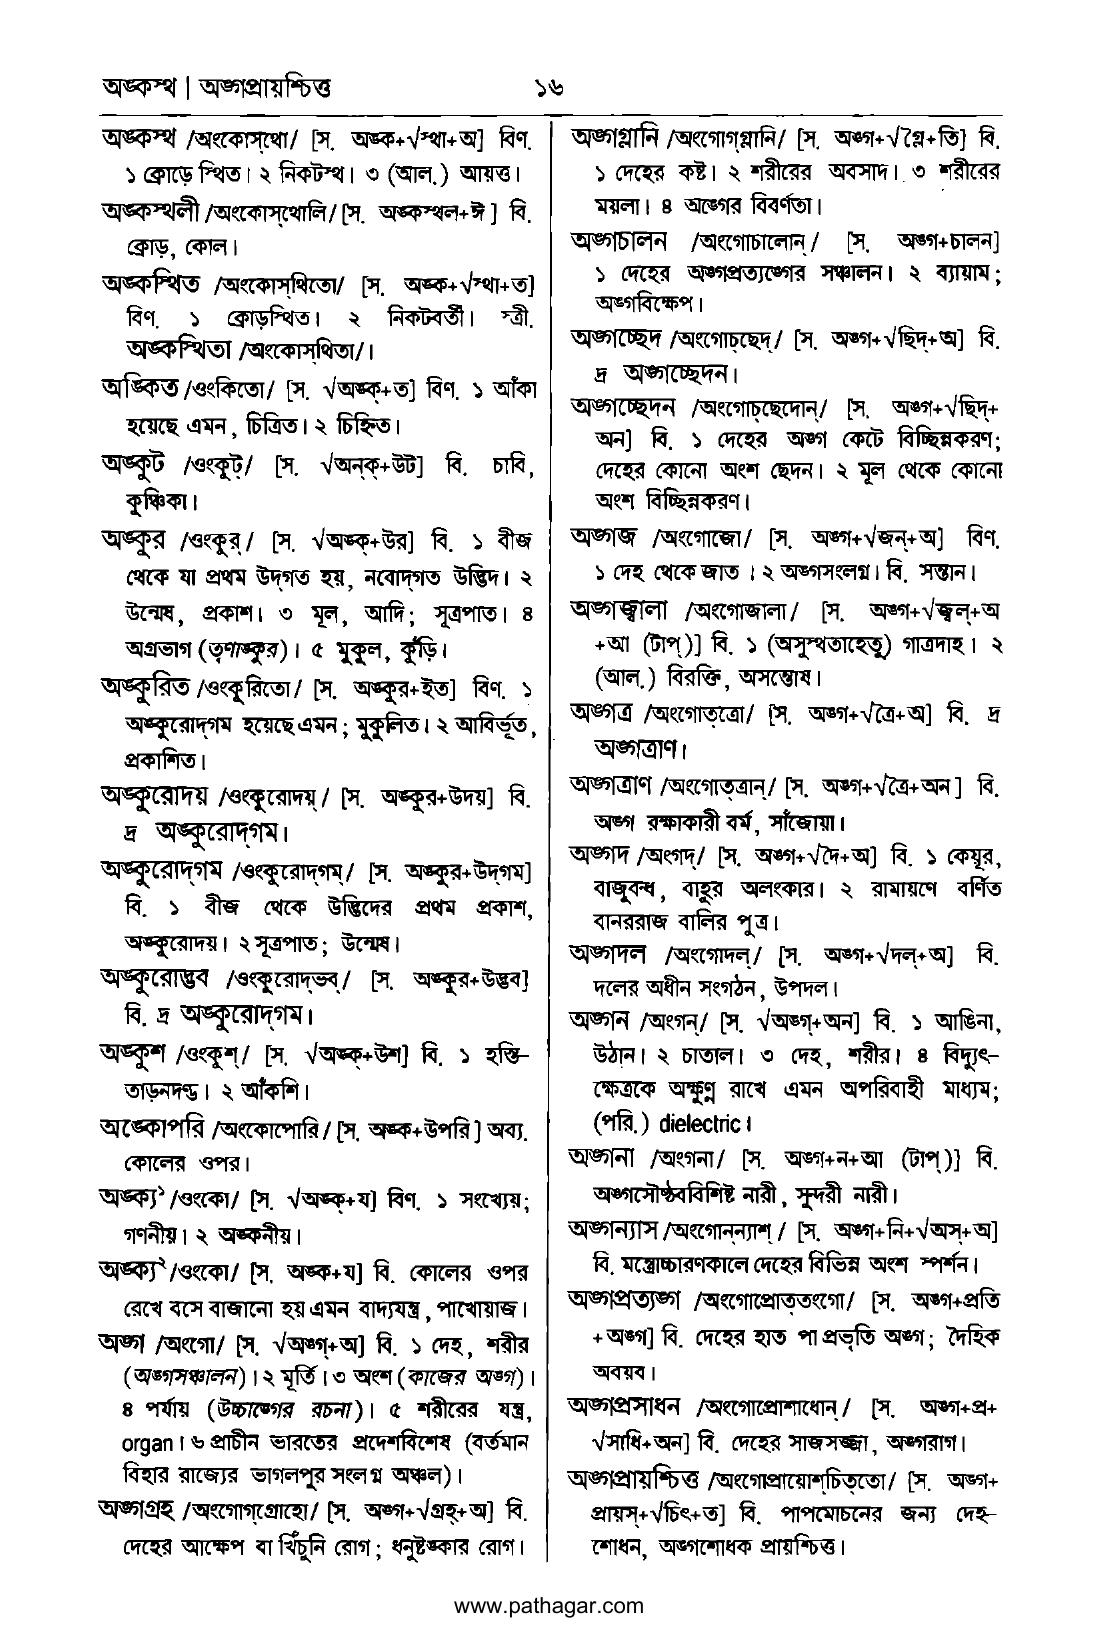 অঙ্কস্থ | অঙ্গপ্রায়শ্চিত্ত
১৬
অঙ্কস্থ /অংকোস্‌থো/ [স. অঙ্ক+√স্থা+অ] বিণ.
১ ক্রোড়ে স্থিত। ২ নিকটস্থ। ৩ (আল.) আয়ত্ত।
অঙ্কস্থলী /অংকোস্‌থোলি/ [স. অঙ্কস্থল+ঈ ] বি.
ক্রোড়, কোল।
অঙ্কস্থিত /অংকোস্‌থিতো/ [স. অঙ্ক+√স্থা+ত]
বিণ. ১ ক্রোড়স্থিত। ২ নিকটবর্তী। স্ত্রী.
অঙ্কস্থিতা /অংকোস্‌থিতা/।
অঙ্কিত /ওংকিতো/ [স. √অঙ্ক্+ত] বিণ. ১ আঁকা
হয়েছে এমন, চিত্রিত। ২ চিহ্নিত।
অঙ্কুট /ওংকুট্/ [স. √অন্‌ক্+উট] বি. চাবি,
কুঞ্চিকা।
অঙ্কুর /ওংকুর্/ [স. √অঙ্ক্+উর] বি. ১ বীজ
থেকে যা প্রথম উদ্‌গত হয়, নবোদ্‌গত উদ্ভিদ। ২
উন্মেষ, প্রকাশ। ৩ মূল, আদি; সূত্রপাত। ৪
অগ্রভাগ (তৃণাঙ্কুর)। ৫ মুকুল, কুঁড়ি।
অঙ্কুরিত /ওংকুরিতো/ [স. অঙ্কুর+ইত] বিণ. ১
অঙ্কুরোদ্‌গম হয়েছে এমন; মুকুলিত। ২ আবির্ভূত,
প্রকাশিত।
অঙ্কুরোদয় /ওংকুরোদয়্/ [স. অঙ্কুর+উদয়] বি.
দ্র অঙ্কুরোদ্‌গম।
অঙ্কুরোদ্‌গম /ওংকুরোদ্‌গম্/ [স. অঙ্কুর+উদ্‌গম]
বি. ১ বীজ থেকে উদ্ভিদের প্রথম প্রকাশ,
অঙ্কুরোদয়। ২ সূত্রপাত; উন্মেষ।
অঙ্কুরোদ্ভব /ওংকুরোদ্‌ভব্/ [স. অঙ্কুর+উদ্ভব]
বি. দ্র অঙ্কুরোদ্‌গম।
অঙ্কুশ /ওংকুশ্/ [স. √অঙ্ক্+উশ] বি. ১ হস্তি-
তাড়নদণ্ড। ২ আঁকশি।
অঙ্কোপরি /অংকোপোরি/ [স. অঙ্ক+উপরি] অব্য.
কোলের ওপর।
অঙ্ক্য১ /ওংকো/ [স. √অঙ্ক্+য] বিণ. ১ সংখ্যেয়;
গণনীয়। ২ অঙ্কনীয়।
অঙ্ক্য২ /ওংকো/ [স. অঙ্ক+য] বি. কোলের ওপর
রেখে বসে বাজানো হয় এমন বাদ্যযন্ত্র, পাখোয়াজ।
অঙ্গ /অংগো/ [স. √অঙ্গ্+অ] বি. ১ দেহ, শরীর
(অঙ্গসঞ্চালন)। ২ মূর্তি। ৩ অংশ (কাজের অঙ্গ)।
৪ পর্যায় (উচ্চাঙ্গের রচনা)। ৫ শরীরের যন্ত্র,
organ। ৬ প্রাচীন ভারতের প্রদেশবিশেষ (বর্তমান
বিহার রাজ্যের ভাগলপুর সংলগ্ন অঞ্চল)।
অঙ্গগ্রহ /অংগোগ্‌গ্রোহো/ [স. অঙ্গ+√গ্রহ্+অ] বি.
দেহের আক্ষেপ বা খিঁচুনি রোগ; ধনুষ্টঙ্কার রোগ।
অঙ্গগ্লানি /অংগোগ্‌গ্লানি/ [স. অঙ্গ+√গ্লৈ+তি] বি.
১ দেহের কষ্ট। ২ শরীরের অবসাদ। ৩ শরীরের
ময়লা। ৪ অঙ্গের বিবর্ণতা।
অঙ্গচালন /অংগোচালোন্/ [স. অঙ্গ+চালন]
১ দেহের অঙ্গপ্রত্যঙ্গের সঞ্চালন। ২ ব্যায়াম;
অঙ্গবিক্ষেপ।
অঙ্গচ্ছেদ /অংগোচ্‌ছেদ্/ [স. অঙ্গ+√ছিদ্+অ] বি.
দ্র অঙ্গচ্ছেদন।
অঙ্গচ্ছেদন /অংগোচ্‌ছেদোন্/ [স. অঙ্গ+√ছিদ্+
অন] বি. ১ দেহের অঙ্গ কেটে বিচ্ছিন্নকরণ;
দেহের কোনো অংশ ছেদন। ২ মূল থেকে কোনো
অংশ বিচ্ছিন্নকরণ।
অঙ্গজ /অংগোজো/ [স. অঙ্গ+√জন্+অ] বিণ.
১ দেহ থেকে জাত । ২ অঙ্গসংলগ্ন। বি. সন্তান।
অঙ্গজ্বালা /অংগোজালা/ [স. অঙ্গ+√জ্বল্+অ
+আ (টাপ্)] বি. ১ (অসুস্থতাহেতু) গাত্রদাহ। ২
(আল.) বিরক্তি, অসন্তোষ।
অঙ্গত্র /অংগোত্‌ত্রো/ [স. অঙ্গ+√ত্রৈ+অ] বি. দ্র
অঙ্গত্রাণ।
অঙ্গত্রাণ /অংগোত্‌ত্রান্/ [স. অঙ্গ+√ত্রৈ+অন] বি.
অঙ্গ রক্ষাকারী বর্ম, সাঁজোয়া।
অঙ্গদ /অংগদ্/ [স. অঙ্গ+√দৈ+অ] বি. ১ কেয়ূর,
বাজুবন্ধ, বাহুর অলংকার। ২ রামায়ণে বর্ণিত
বানররাজ বালির পুত্র।
অঙ্গদল /অংগোদল্/ [স. অঙ্গ+√দল্+অ] বি.
দলের অধীন সংগঠন, উপদল।
অঙ্গন /অংগন্/ [স. √অঙ্গ্+অন] বি. ১ আঙিনা,
উঠান। ২ চাতাল। ৩ দেহ, শরীর। ৪ বিদ্যুৎ-
ক্ষেত্রকে অক্ষুণ্ণ রাখে এমন অপরিবাহী মাধ্যম;
(পরি.) dielectric।
অঙ্গনা /অংগনা/ [স. অঙ্গ+ন+আ (টাপ্)] বি.
অঙ্গসৌষ্ঠববিশিষ্ট নারী, সুন্দরী নারী।
অঙ্গন্যাস /অংগোন্‌ন্যাশ্/ [স. অঙ্গ+নি+√অস্+অ]
বি. মন্ত্রোচ্চারণকালে দেহের বিভিন্ন অংশ স্পর্শন।
অঙ্গপ্রত্যঙ্গ /অংগোপ্রোত্‌তংগো/ [স. অঙ্গ+প্রতি
+অঙ্গ] বি. দেহের হাত পা প্রভৃতি অঙ্গ; দৈহিক
অবয়ব।
অঙ্গপ্রসাধন /অংগোপ্রোশাধোন্/ [স. অঙ্গ+প্র+
√সাধি+অন] বি. দেহের সাজসজ্জা, অঙ্গরাগ।
অঙ্গপ্রায়শ্চিত্ত /অংগোপ্রায়োশ্‌চিত্‌তো/ [স. অঙ্গ+
প্রায়স্+√চিৎ+ত] বি. পাপমোচনের জন্য দেহ-
শোধন, অঙ্গশোধক প্রায়শ্চিত্ত।
www.pathagar.com